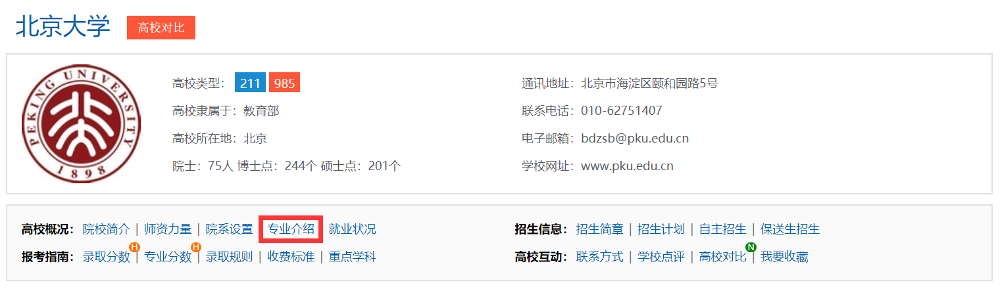 北京大学 高校对比
PEKING UNIVERSITY
1898
高校类型： 211 985
高校隶属于：教育部
高校所在地：北京
院士：75人 博士点：244个 硕士点：201个
通讯地址：北京市海淀区颐和园路5号
联系电话：010-62751407
电子邮箱：bdzsb@pku.edu.cn
学校网址：www.pku.edu.cn
高校概况： 院校简介 | 师资力量 | 院系设置 专业介绍 就业状况
报考指南： 录取分数 H | 专业分数 H | 录取规则 | 收费标准 | 重点学科
招生信息： 招生简章 | 招生计划 | 自主招生 | 保送生招生
高校互动： 联系方式 | 学校点评 | 高校对比 N | 我要收藏